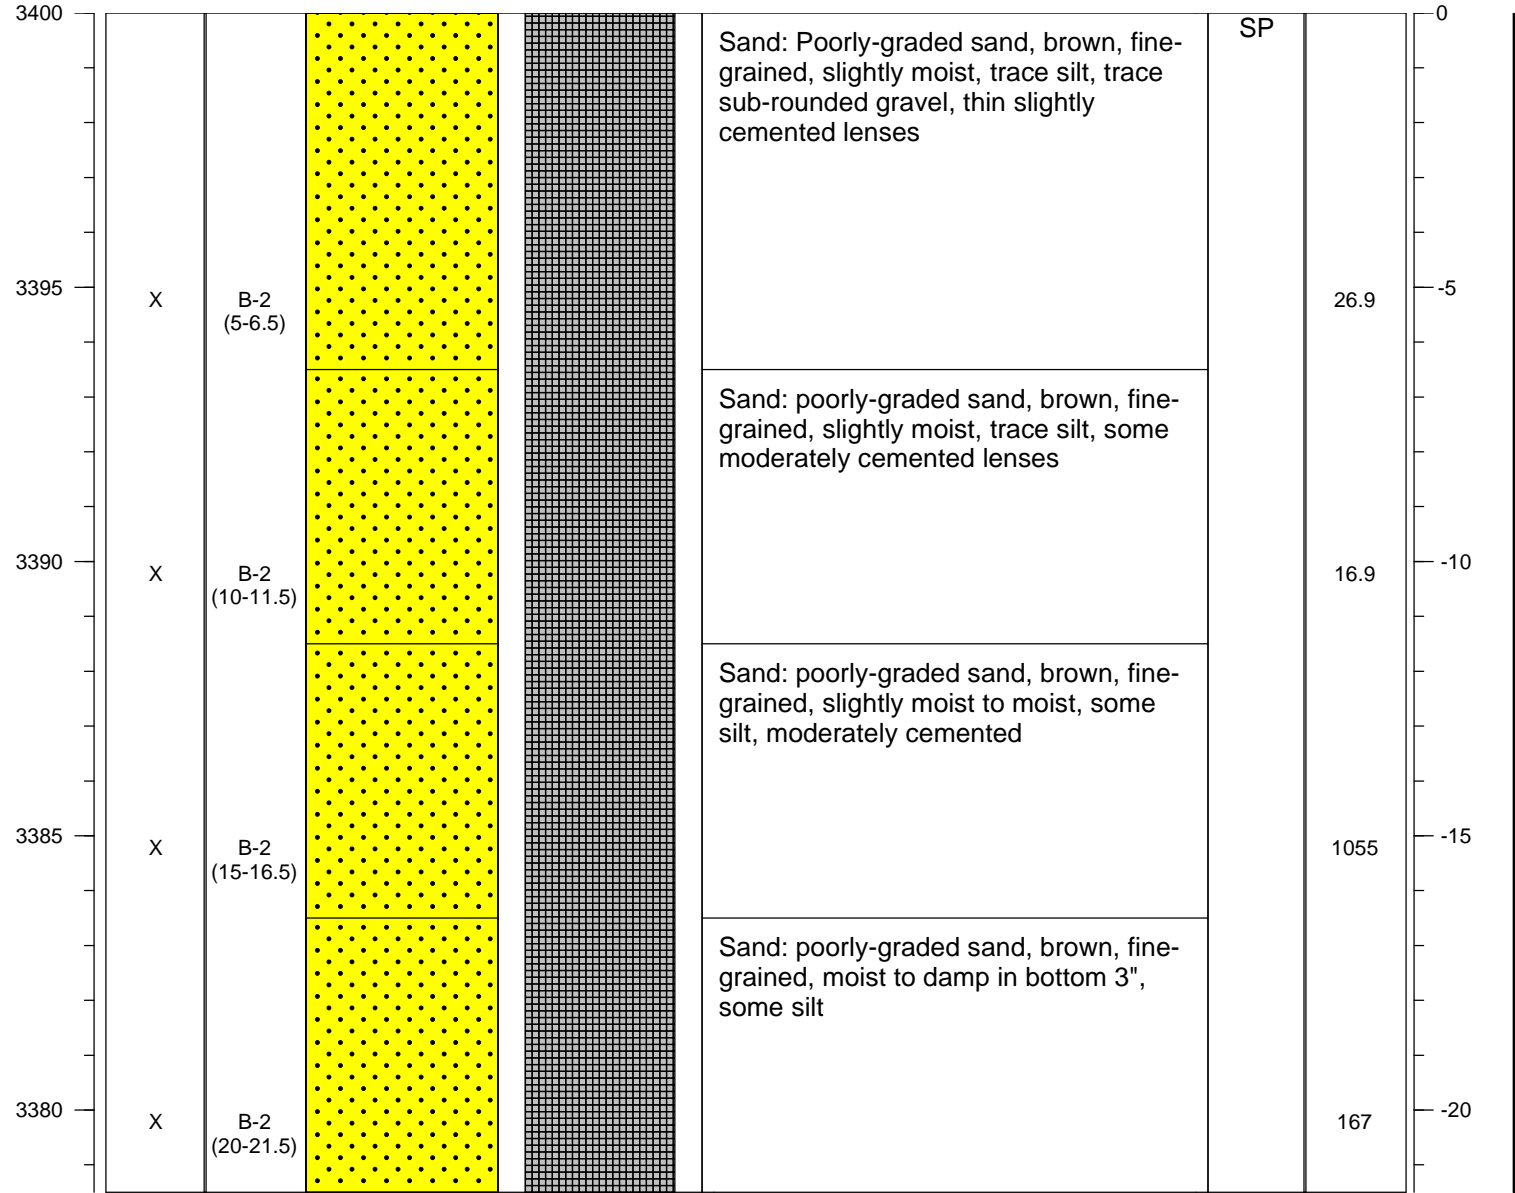 3400
Sand: Poorly-graded sand, brown, fine-
grained, slightly moist, trace silt, trace
sub-rounded gravel, thin slightly
cemented lenses
SP
0
3395
X
B-2
(5-6.5)
26.9
-5
Sand: poorly-graded sand, brown, fine-
grained, slightly moist, trace silt, some
moderately cemented lenses
3390
X
B-2
(10-11.5)
16.9
-10
Sand: poorly-graded sand, brown, fine-
grained, slightly moist to moist, some
silt, moderately cemented
3385
X
B-2
(15-16.5)
1055
-15
Sand: poorly-graded sand, brown, fine-
grained, moist to damp in bottom 3",
some silt
3380
X
B-2
(20-21.5)
167
-20